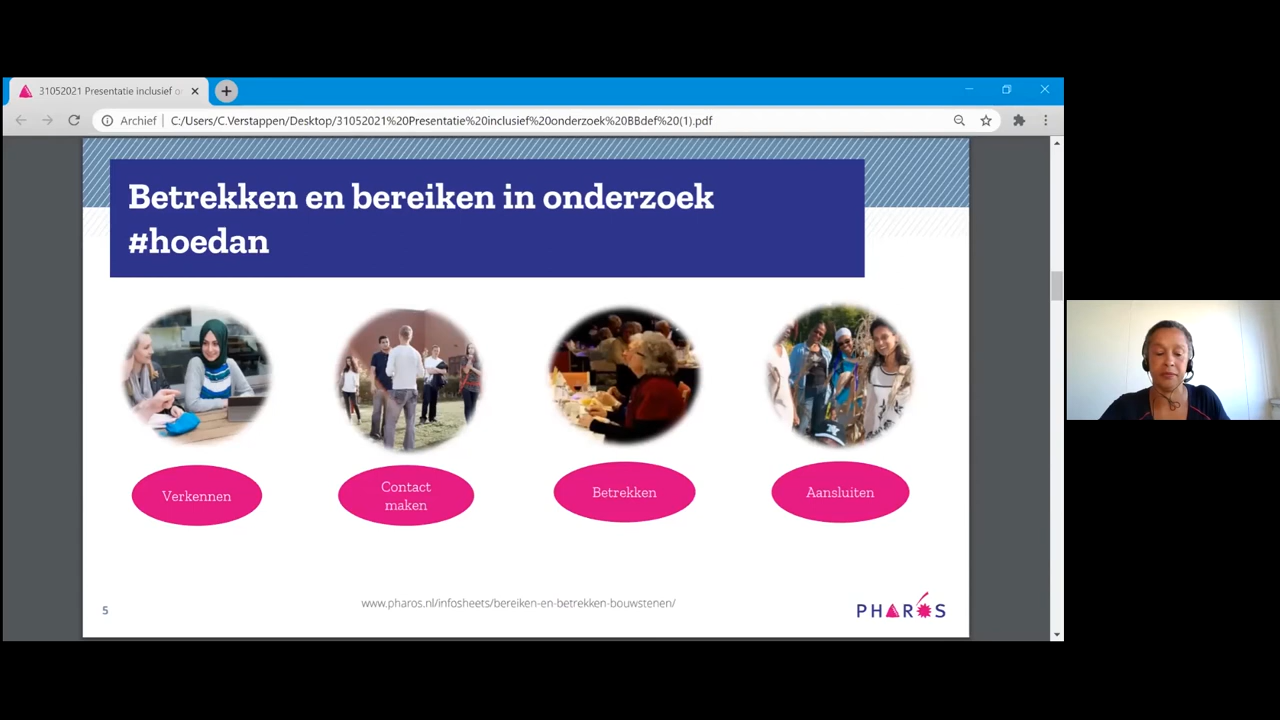 31052021 Presentatie inclusief o
Archief
C:/Users/C.Verstappen/Desktop/31052021%20Presentatie%20inclusief%20onderzoek%20BBdef%20(1).pdf
Betrekken en bereiken in onderzoek
#hoedan
Verkennen
Contact
maken
Betrekken
Aansluiten
5
www.pharos.nl/infosheets/bereiken-en-betrekken-bouwstenen/
PHAROS